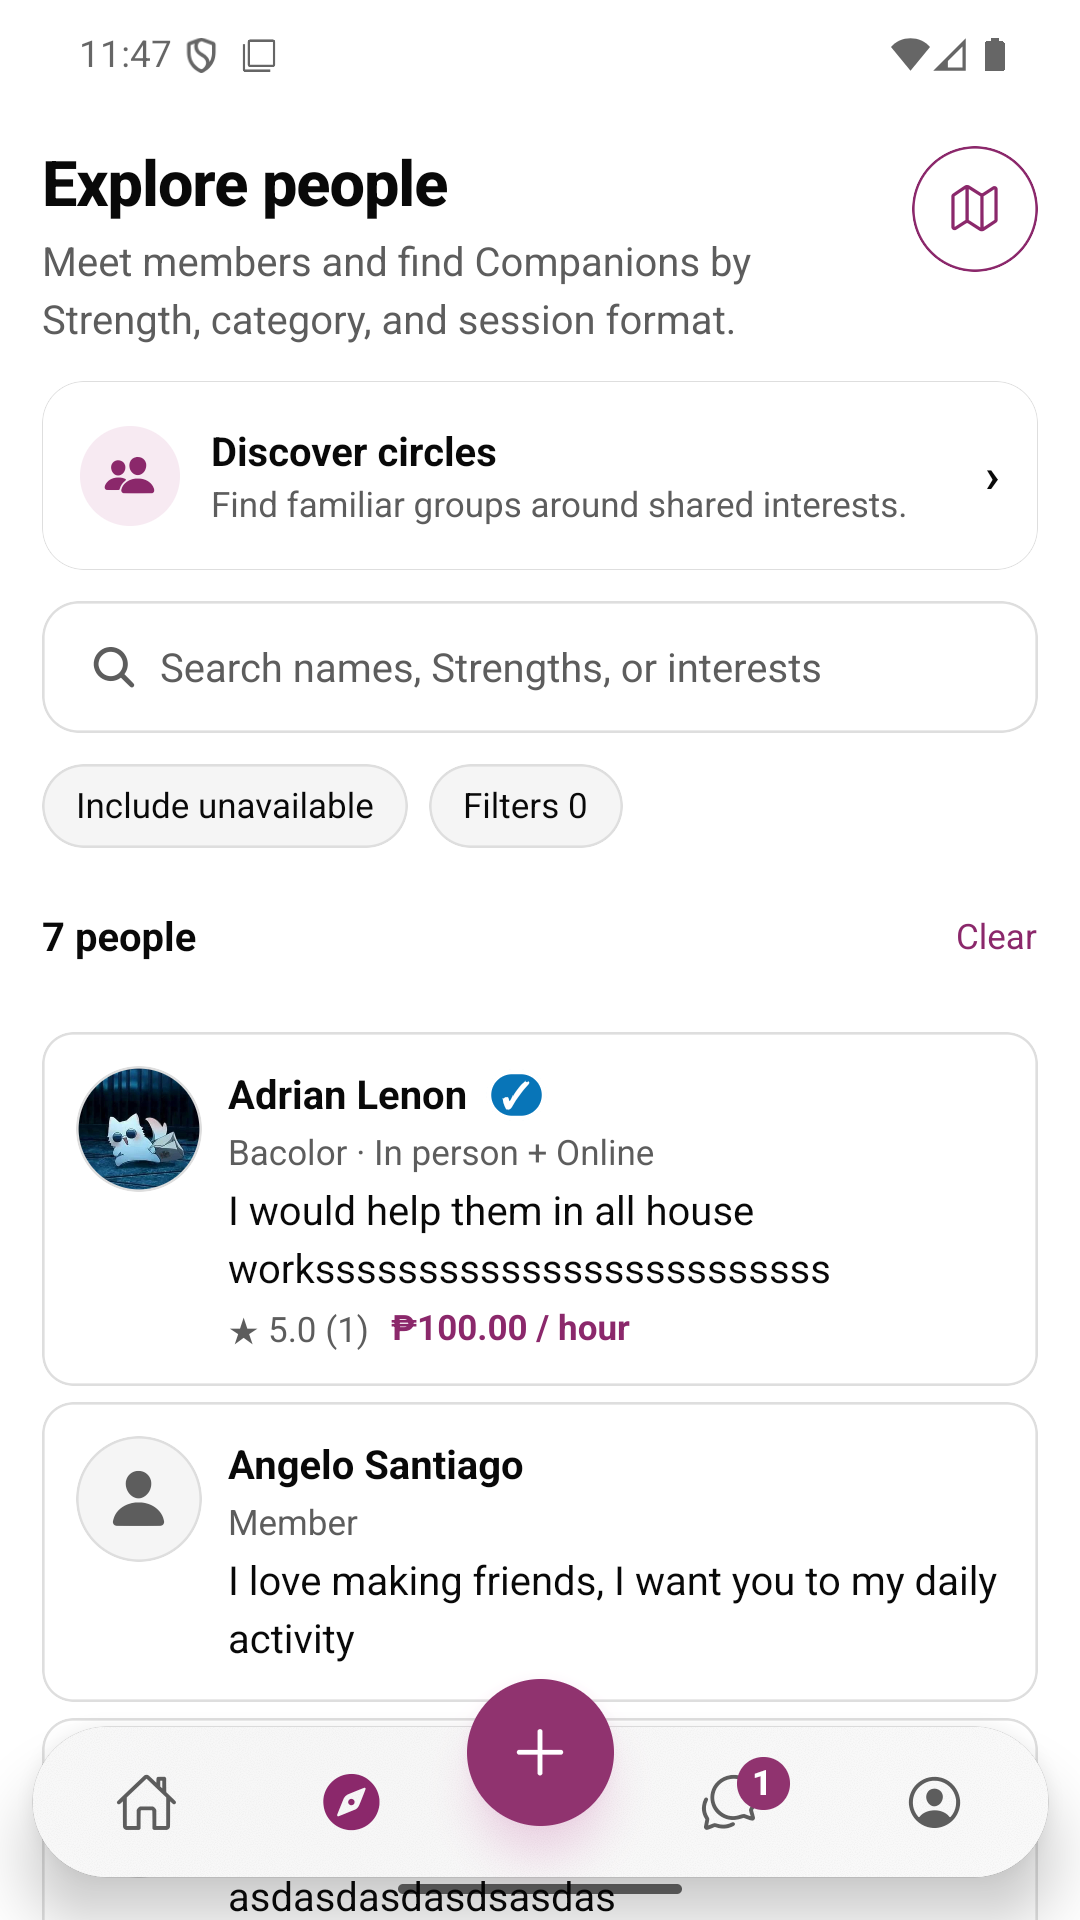 11:47
Explore people
Meet members and find Companions by
Strength, category, and session format.
Discover circles
Find familiar groups around shared interests.
›
Search names, Strengths, or interests
Include unavailable
Filters 0
7 people
Clear
Adrian Lenon
Bacolor · In person + Online
I would help them in all house
worksssssssssssssssssssssssss
★ 5.0 (1) ₱100.00 / hour
Angelo Santiago
Member
I love making friends, I want you to my daily
activity
1
asdasdasdasdsasdas